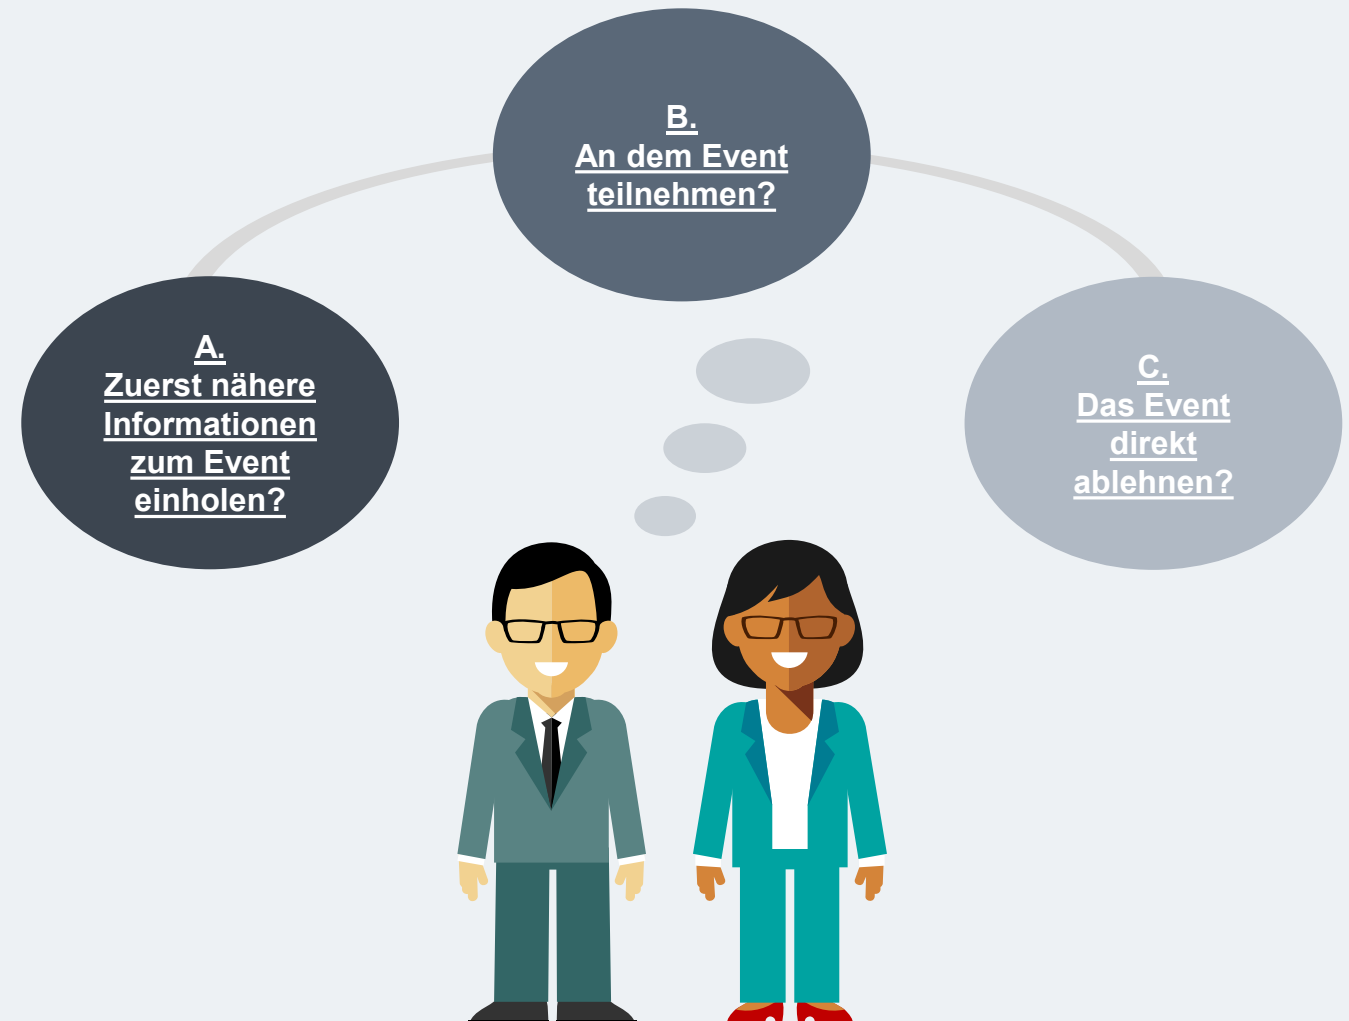 A.
Zuerst nähere
Informationen
zum Event
einholen?
B.
An dem Event
teilnehmen?
C.
Das Event
direkt
ablehnen?